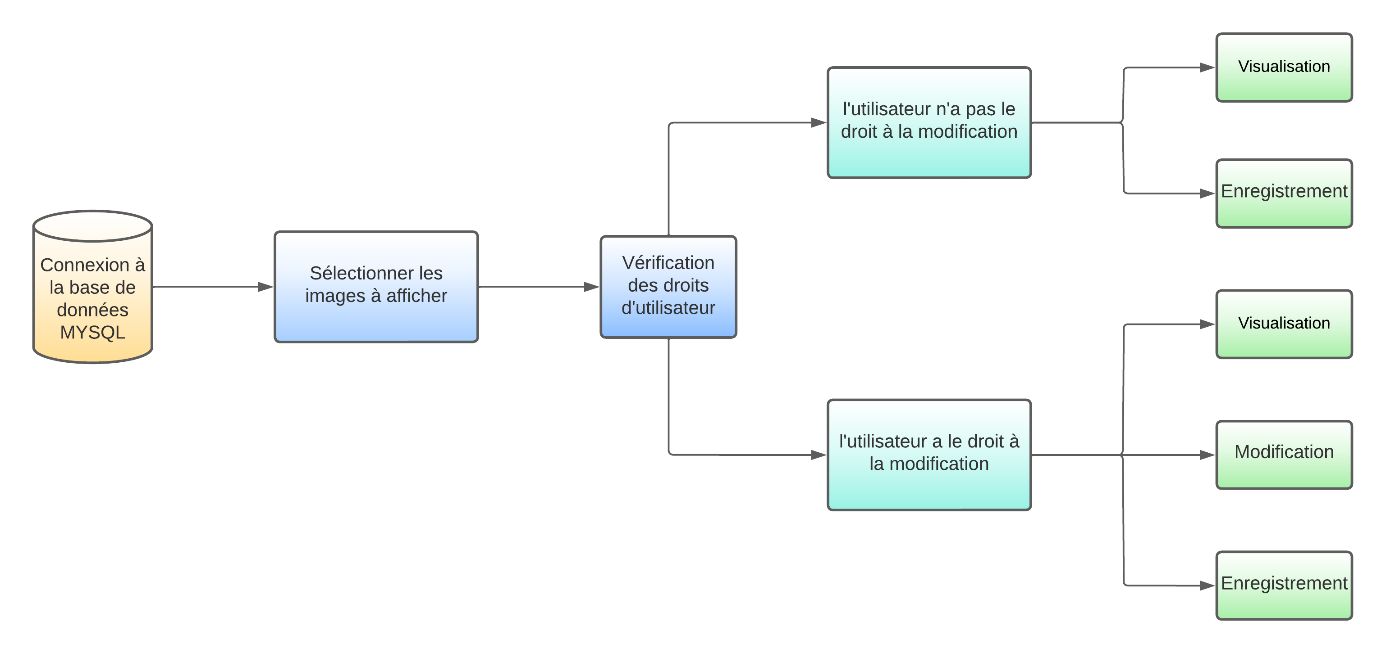 Connexion à
la base de
données
MYSQL
Sélectionner les
images à afficher
Vérification
des droits
d'utilisateur
l'utilisateur n'a pas le
droit à la modification
Visualisation
Enregistrement
l'utilisateur a le droit à
la modification
Visualisation
Modification
Enregistrement